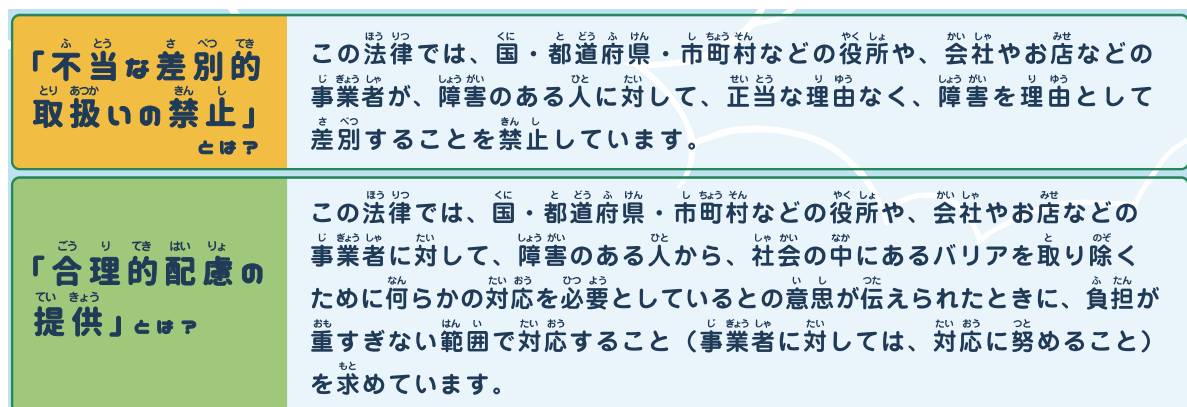 「不当な差別的
取扱いの禁止」
とは？
この法律では、国・都道府県・市町村などの役所や、会社やお店などの
事業者が、障害のある人に対して、正当な理由なく、障害を理由として
差別することを禁止しています。
「合理的配慮の
提供」とは？
この法律では、国・都道府県・市町村などの役所や、会社やお店などの
事業者に対して、障害のある人から、社会の中にあるバリアを取り除く
ために何らかの対応を必要としているとの意思が伝えられたときに、負担が
重すぎない範囲で対応すること（事業者に対しては、対応に努めること）
を求めています。